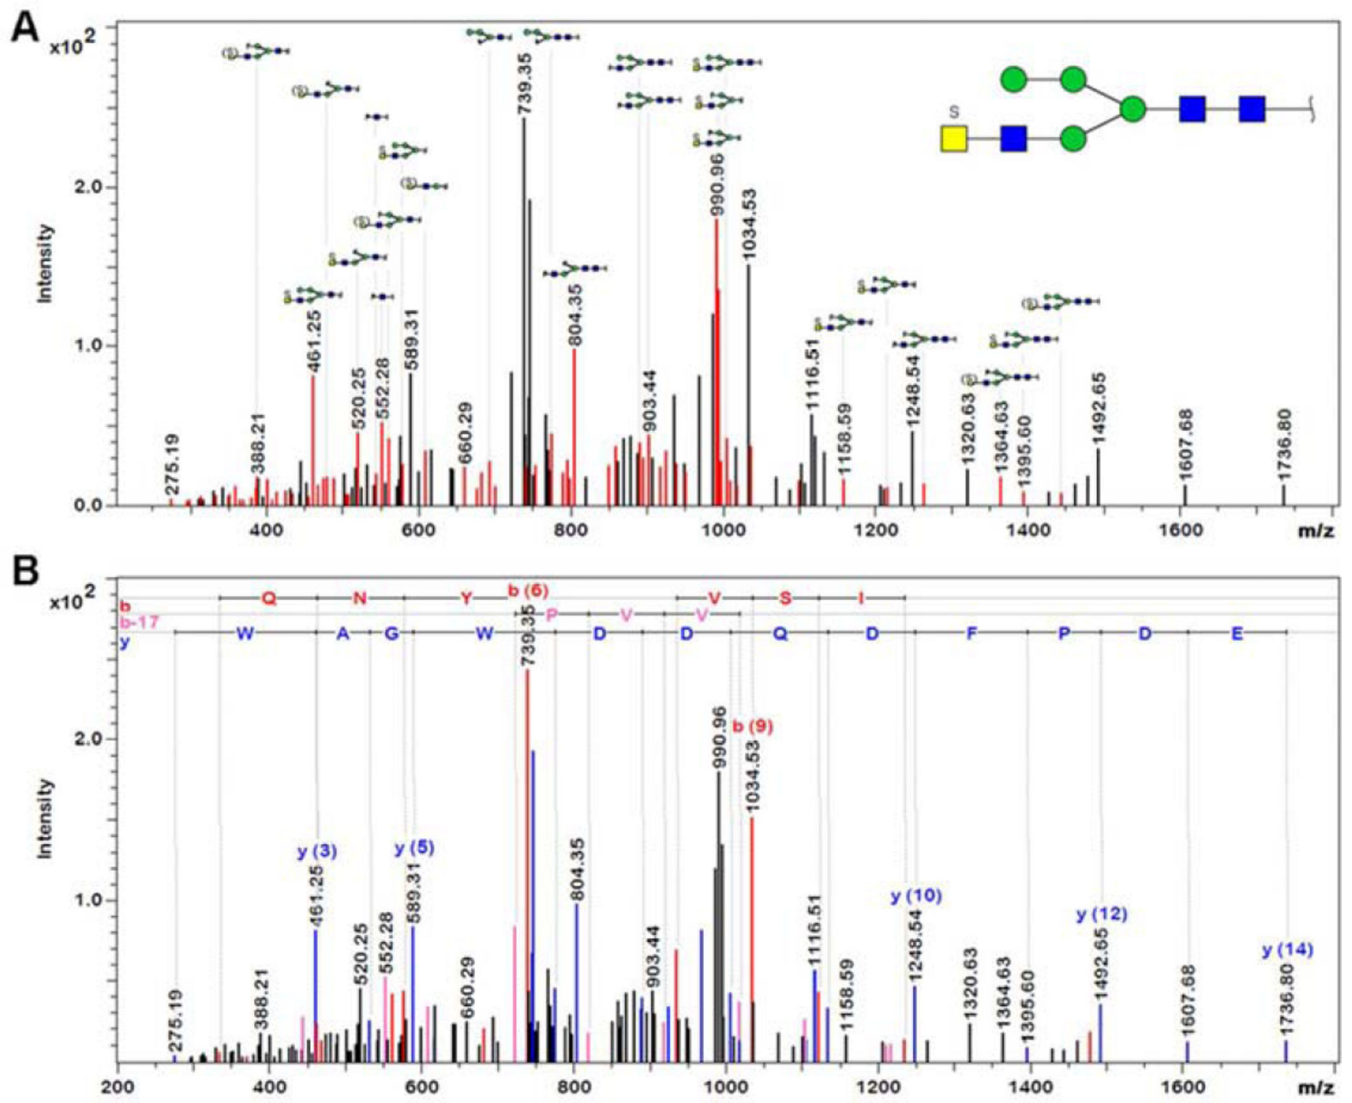 A
x10²
Intensity
2.0
1.0
0.0
275.19
388.21
461.25
520.25
552.28
589.31
660.29
739.35
804.35
903.44
990.96
1034.53
1116.51
1158.59
1248.54
1320.63
1364.63
1395.60
1492.65
1607.68
1736.80
(S)
(S)
S
(S)
(S)
S
S
S
S
S
S
S
(S)
S
(S)
S
400 600 800 1000 1200 1400 1600 m/z
B
x10²
Intensity
2.0
1.0
b Q N Y b (6) V S I
b-17 P V V
y W A G W D D Q D F P D E
y (3)
y (5)
b (9)
y (10)
y (12)
y (14)
275.19
388.21
461.25
520.25
552.28
589.31
660.29
739.35
804.35
903.44
990.96
1034.53
1116.51
1158.59
1248.54
1320.63
1364.63
1395.60
1492.65
1607.68
1736.80
200 400 600 800 1000 1200 1400 1600 m/z